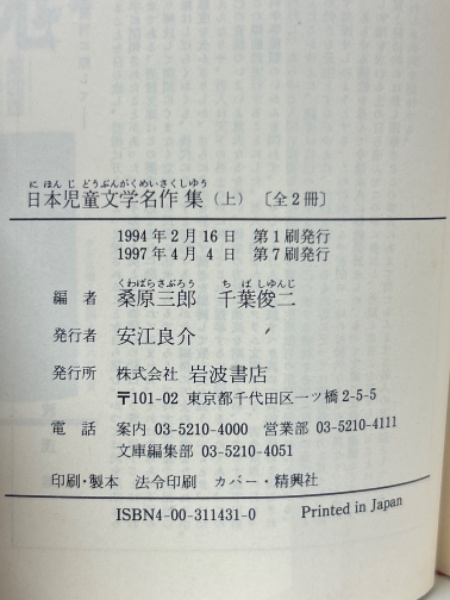 に ほん じ どうぶんがくめいさくしゆう
日本児童文学名作集（上）〔全2冊〕
1994年2月16日 第1刷発行
1997年4月4日 第7刷発行
くわばらさぶろう ち ば しゆんじ
編者 桑原三郎 千葉俊二
発行者 安江良介
発行所 株式会社 岩波書店
〒101-02 東京都千代田区一ツ橋2-5-5
電話 案内 03-5210-4000 営業部 03-5210-4111
文庫編集部 03-5210-4051
印刷・製本 法令印刷 カバー・精興社
ISBN4-00-311431-0 Printed in Japan